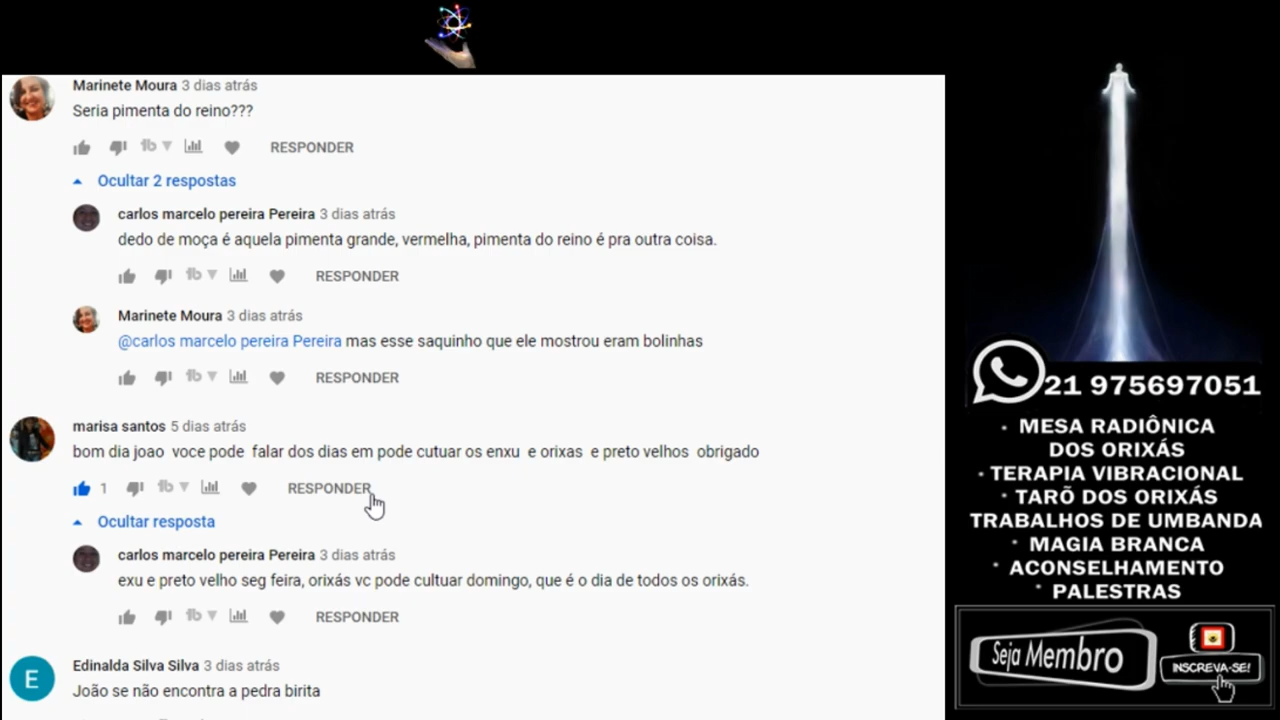 Marinete Moura 3 dias atrás
Seria pimenta do reino???
RESPONDER
Ocultar 2 respostas
carlos marcelo pereira Pereira 3 dias atrás
dedo de moça é aquela pimenta grande, vermelha, pimenta do reino é pra outra coisa.
RESPONDER
Marinete Moura 3 dias atrás
@carlos marcelo pereira Pereira mas esse saquinho que ele mostrou eram bolinhas
RESPONDER
marisa santos 5 dias atrás
bom dia joao voce pode falar dos dias em pode cutuar os enxu e orixas e preto velhos obrigado
1 RESPONDER
Ocultar resposta
carlos marcelo pereira Pereira 3 dias atrás
exu e preto velho seg feira, orixás vc pode cultuar domingo, que é o dia de todos os orixás.
RESPONDER
E
Edinalda Silva Silva 3 dias atrás
João se não encontra a pedra birita
21 975697051
· MESA RADIÔNICA
DOS ORIXÁS
· TERAPIA VIBRACIONAL
· TARÔ DOS ORIXÁS
TRABALHOS DE UMBANDA
· MAGIA BRANCA
· ACONSELHAMENTO
· PALESTRAS
Seja Membro
INSCREVA-SE!